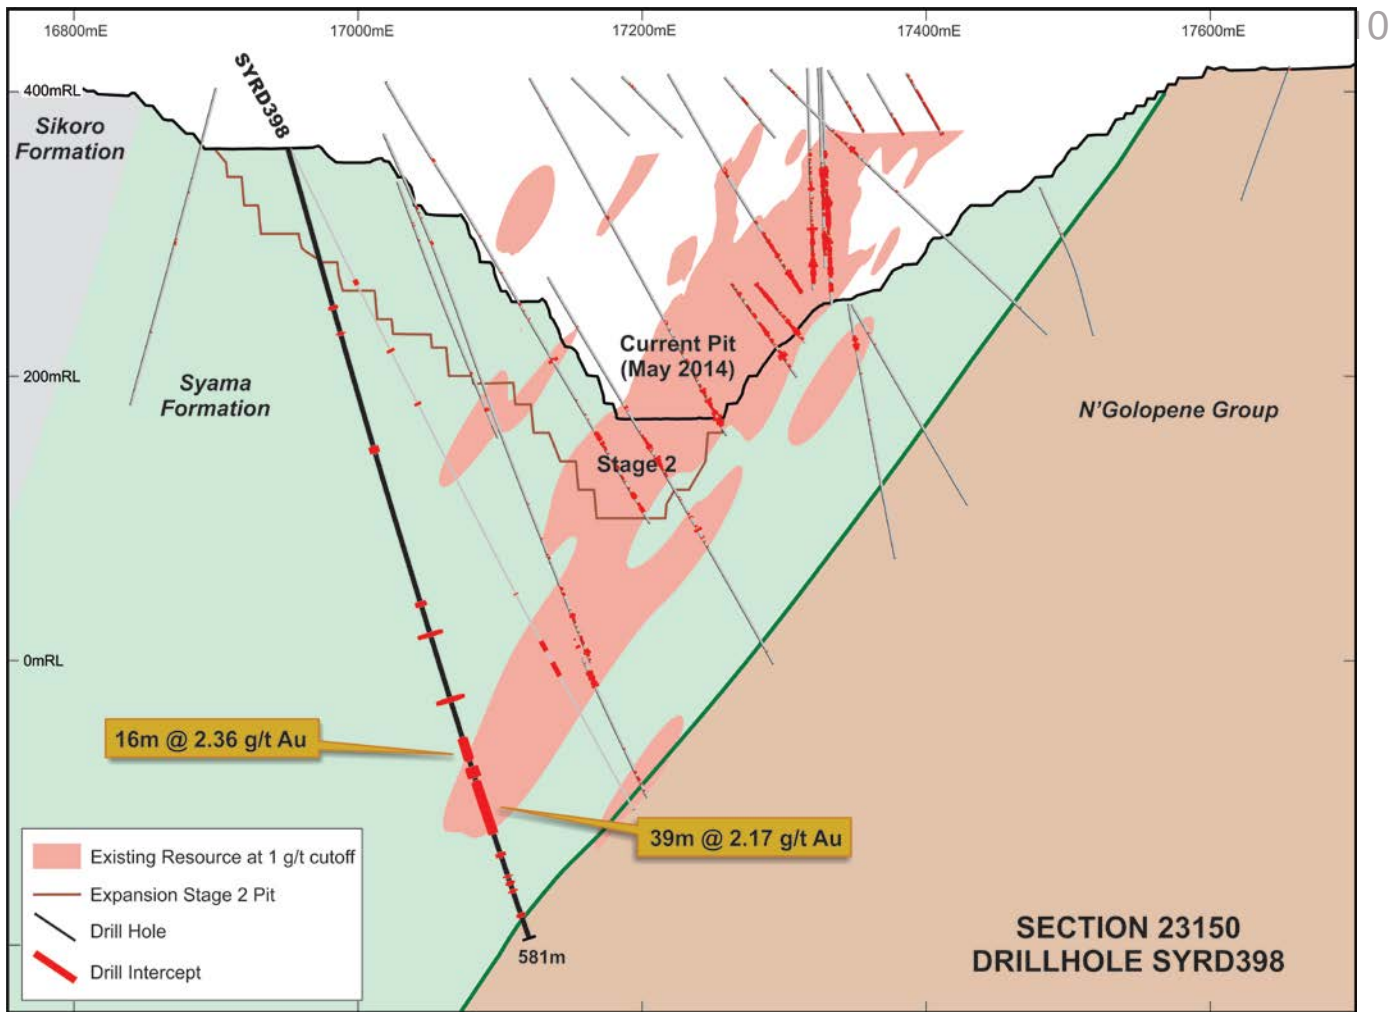 10
16800mE
17000mE
17200mE
17400mE
17600mE
SYRD398
400mRL
Sikoro
Formation
Current Pit
(May 2014)
200mRL
Syama
Formation
N'Golopene Group
Stage 2
0mRL
16m @ 2.36 g/t Au
39m @ 2.17 g/t Au
Existing Resource at 1 g/t cutoff
Expansion Stage 2 Pit
Drill Hole
Drill Intercept
581m
SECTION 23150
DRILLHOLE SYRD398